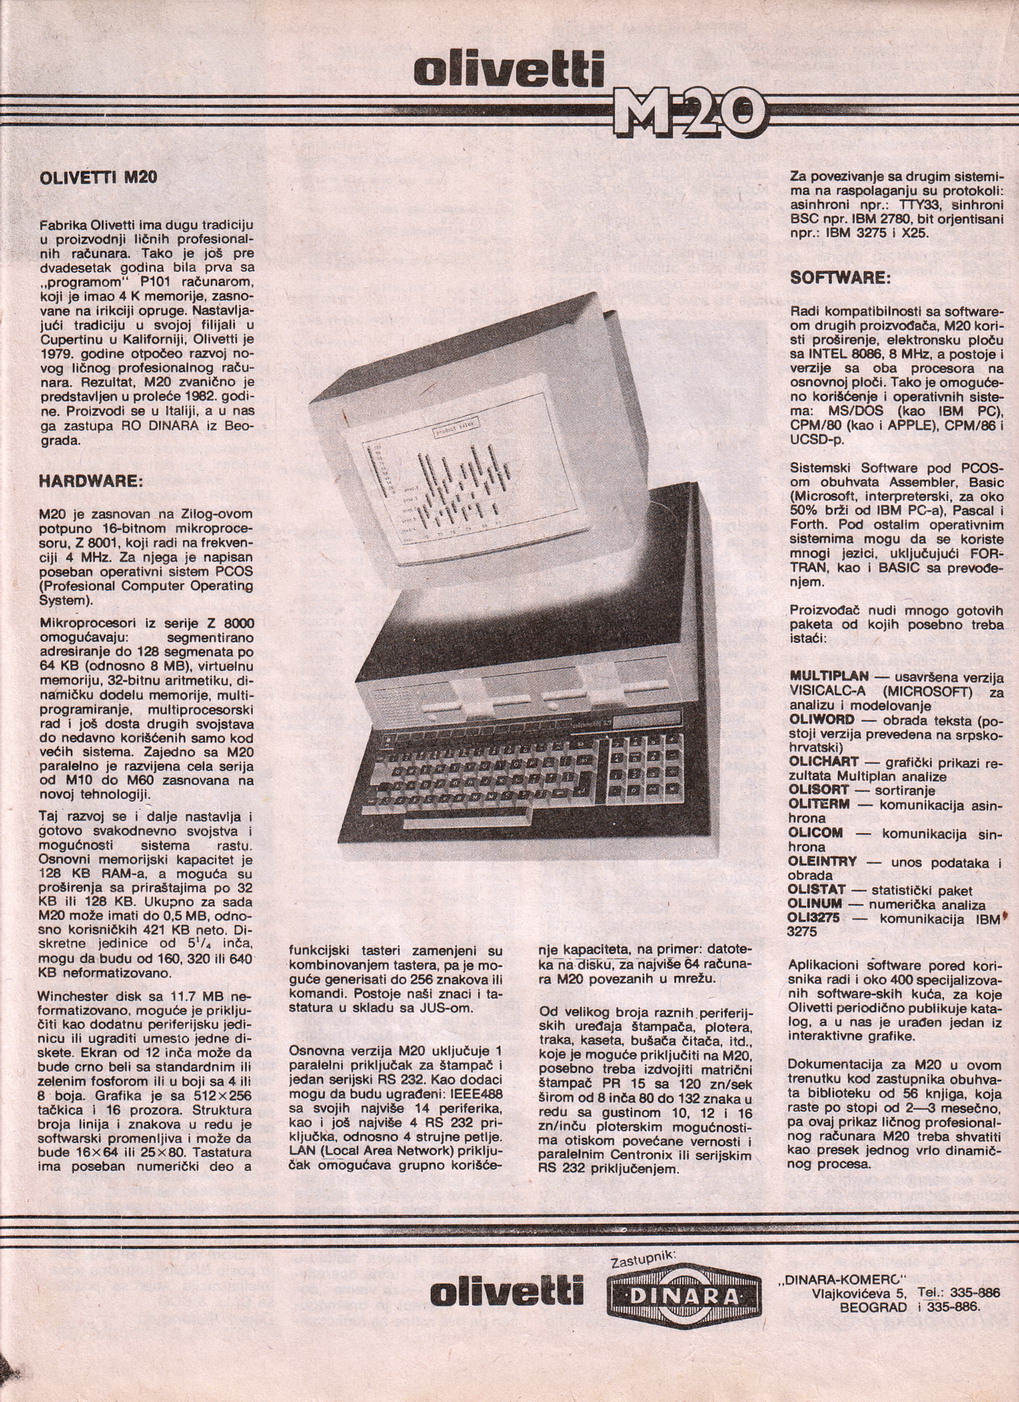 olivetti
M20
OLIVETTI M20
Fabrika Olivetti ima dugu tradiciju
u proizvodnji ličnih profesional-
nih računara. Tako je još pre
dvadesetak godina bila prva sa
„programom" P101 računarom,
koji je imao 4 K memorije, zasno-
vane na irikciji opruge. Nastavlja-
jući tradiciju u svojoj filijali u
Cupertinu u Kaliforniji, Olivetti je
1979. godine otpočeo razvoj no-
vog ličnog profesionalnog raču-
nara. Rezultat, M20 zvanično je
predstavljen u proleće 1982. godi-
ne. Proizvodi se u Italiji, a u nas
ga zastupa RO DINARA iz Beo-
grada.
HARDWARE:
M20 je zasnovan na Zilog-ovom
potpuno 16-bitnom mikroproce-
soru, Z 8001, koji radi na frekven-
ciji 4 MHz. Za njega je napisan
poseban operativni sistem PCOS
(Profesional Computer Operating
System).
Mikroprocesori iz serije Z 8000
omogućavaju: segmentirano
adresiranje do 128 segmenata po
64 KB (odnosno 8 MB), virtuelnu
memoriju, 32-bitnu aritmetiku, di-
namičku dodelu memorije, multi-
programiranje, multiprocesorski
rad i još dosta drugih svojstava
do nedavno korišćenih samo kod
većih sistema. Zajedno sa M20
paralelno je razvijena cela serija
od M10 do M60 zasnovana na
novoj tehnologiji.
Taj razvoj se i dalje nastavlja i
gotovo svakodnevno svojstva i
mogućnosti sistema rastu.
Osnovni memorijski kapacitet je
128 KB RAM-a, a moguća su
proširenja sa priraštajima po 32
KB ili 128 KB. Ukupno za sada
M20 može imati do 0,5 MB, odno-
sno korisničkih 421 KB neto. Di-
skretne jedinice od 5¹/₄ inča,
mogu da budu od 160, 320 ili 640
KB neformatizovano.
Winchester disk sa 11.7 MB ne-
formatizovano, moguće je priklju-
čiti kao dodatnu periferijsku jedi-
nicu ili ugraditi umesto jedne di-
skete. Ekran od 12 inča može da
bude crno beli sa standardnim ili
zelenim fosforom ili u boji sa 4 ili
8 boja. Grafika je sa 512×256
tačkica i 16 prozora. Struktura
broja linija i znakova u redu je
softwarski promenljiva i može da
bude 16×64 ili 25×80. Tastatura
ima poseban numerički deo a
funkcijski tasteri zamenjeni su
kombinovanjem tastera, pa je mo-
guće generisati do 256 znakova ili
komandi. Postoje naši znaci i ta-
statura u skladu sa JUS-om.
Osnovna verzija M20 uključuje 1
paralelni priključak za štampač i
jedan serijski RS 232. Kao dodaci
mogu da budu ugrađeni: IEEE488
sa svojih najviše 14 periferika,
kao i još najviše 4 RS 232 pri-
ključka, odnosno 4 strujne petlje.
LAN (Local Area Network) priklju-
čak omogućava grupno korišće-
nje kapaciteta, na primer: datote-
ka na disku, za najviše 64 računa-
ra M20 povezanih u mrežu.
Od velikog broja raznih periferij-
skih uređaja štampača, plotera,
traka, kaseta, bušača čitača, itd.,
koje je moguće priključiti na M20,
posebno treba izdvojiti matrični
štampač PR 15 sa 120 zn/sek
širom od 8 inča 80 do 132 znaka u
redu sa gustinom 10, 12 i 16
zn/inču ploterskim mogućnosti-
ma otiskom povećane vernosti i
paralelnim Centronix ili serijskim
RS 232 priključenjem.
Za povezivanje sa drugim sistemi-
ma na raspolaganju su protokoli:
asinhroni npr.: TTY33, sinhroni
BSC npr. IBM 2780, bit orjentisani
npr.: IBM 3275 i X25.
SOFTWARE:
Radi kompatibilnosti sa software-
om drugih proizvođača, M20 kori-
sti proširenje, elektronsku ploču
sa INTEL 8086, 8 MHz, a postoje i
verzije sa oba procesora na
osnovnoj ploči. Tako je omoguće-
no korišćenje i operativnih siste-
ma: MS/DOS (kao IBM PC),
CPM/80 (kao i APPLE), CPM/86 i
UCSD-p.
Sistemski Software pod PCOS-
om obuhvata Assembler, Basic
(Microsoft, interpreterski, za oko
50% brži od IBM PC-a), Pascal i
Forth. Pod ostalim operativnim
sistemima mogu da se koriste
mnogi jezici, uključujući FOR-
TRAN, kao i BASIC sa prevođe-
njem.
Proizvođač nudi mnogo gotovih
paketa od kojih posebno treba
istaći:
MULTIPLAN — usavršena verzija
VISICALC-A (MICROSOFT) za
analizu i modelovanje
OLIWORD — obrada teksta (po-
stoji verzija prevedena na srpsko-
hrvatski)
OLICHART — grafički prikazi re-
zultata Multiplan analize
OLISORT — sortiranje
OLITERM — komunikacija asin-
hrona
OLICOM — komunikacija sin-
hrona
OLEINTRY — unos podataka i
obrada
OLISTAT — statistički paket
OLINUM — numerička analiza
OLI3275 — komunikacija IBM
3275
Aplikacioni software pored kori-
snika radi i oko 400 specijalizova-
nih software-skih kuća, za koje
Olivetti periodično publikuje kata-
log, a u nas je urađen jedan iz
interaktivne grafike.
Dokumentacija za M20 u ovom
trenutku kod zastupnika obuhva-
ta biblioteku od 56 knjiga, koja
raste po stopi od 2—3 mesečno,
pa ovaj prikaz ličnog profesional-
nog računara M20 treba shvatiti
kao presek jednog vrlo dinamič-
nog procesa.
olivetti
Zastupnik:
DINARA
„DINARA-KOMERC"
Vlajkovićeva 5, Tel.: 335-886
BEOGRAD i 335-886.